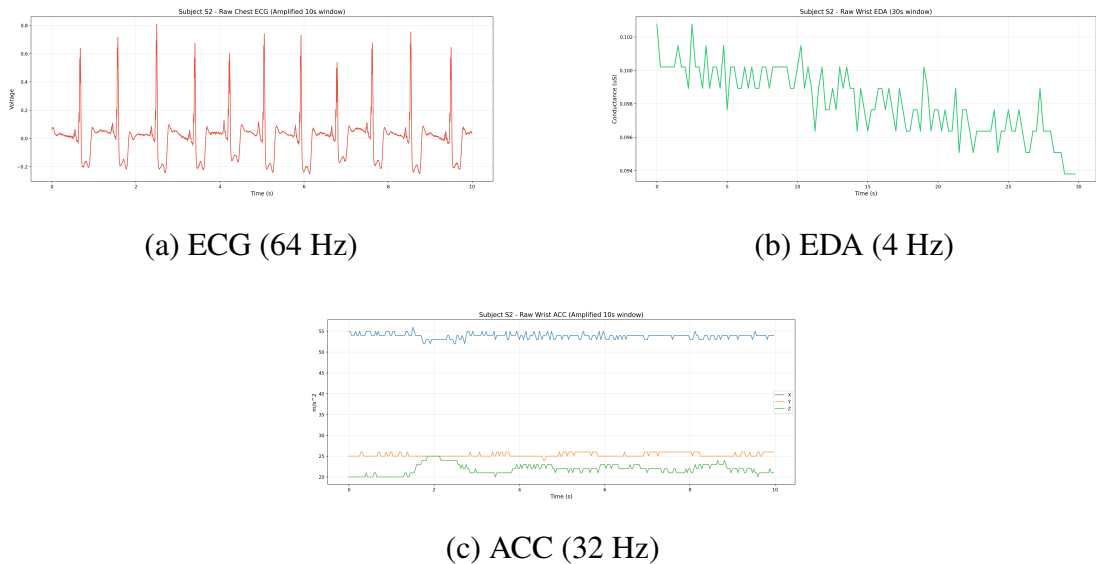 Subject S2 - Raw Chest ECG (Amplified 10s window)
Voltage
0.8
0.6
0.4
0.2
0.0
−0.2
0 2 4 6 8 10
Time (s)
(a) ECG (64 Hz)
Subject S2 - Raw Wrist EDA (30s window)
Conductance (uS)
0.102
0.100
0.098
0.096
0.094
0 5 10 15 20 25 30
Time (s)
(b) EDA (4 Hz)
Subject S2 - Raw Wrist ACC (Amplified 10s window)
m/s^2
55
50
45
40
35
30
25
20
X
Y
Z
0 2 4 6 8 10
Time (s)
(c) ACC (32 Hz)